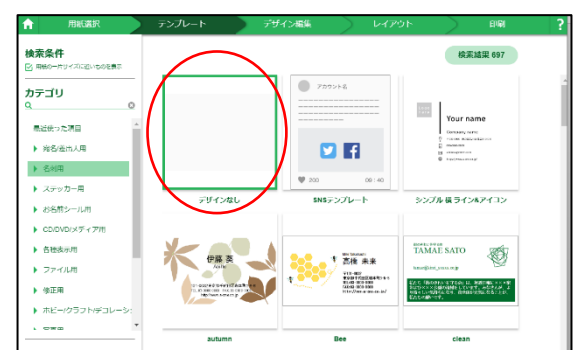 用紙選択
テンプレート
デザイン編集
レイアウト
印刷
?
検索条件
用紙の一片サイズに近いものを表示
検索結果 697
カテゴリ
最近使った項目
宛名/差出人用
名刺用
ステッカー用
お名前シール用
CD/DVD/メディア用
各種表示用
ファイル用
修正用
ホビー/クラフト/デコレーシ
デザインなし
アカウント名
200
08:40
SNSテンプレート
Your name
Company name
シンプル 横 ライン&アイコン
伊藤 葵
autumn
高橋 未来
Bee
TAMAE SATO
clean